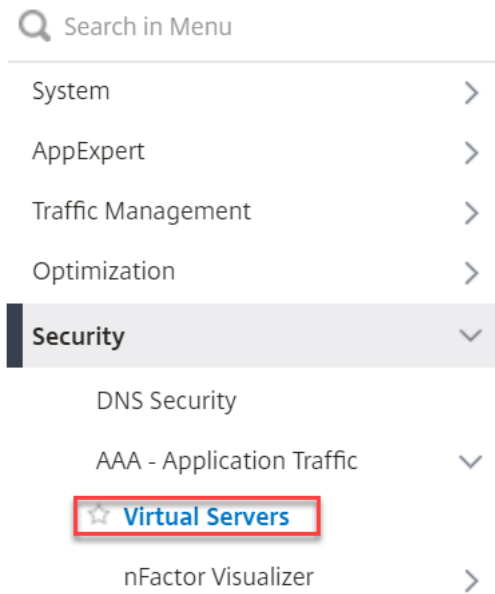 Search in Menu
System
AppExpert
Traffic Management
Optimization
Security
DNS Security
AAA - Application Traffic
Virtual Servers
nFactor Visualizer